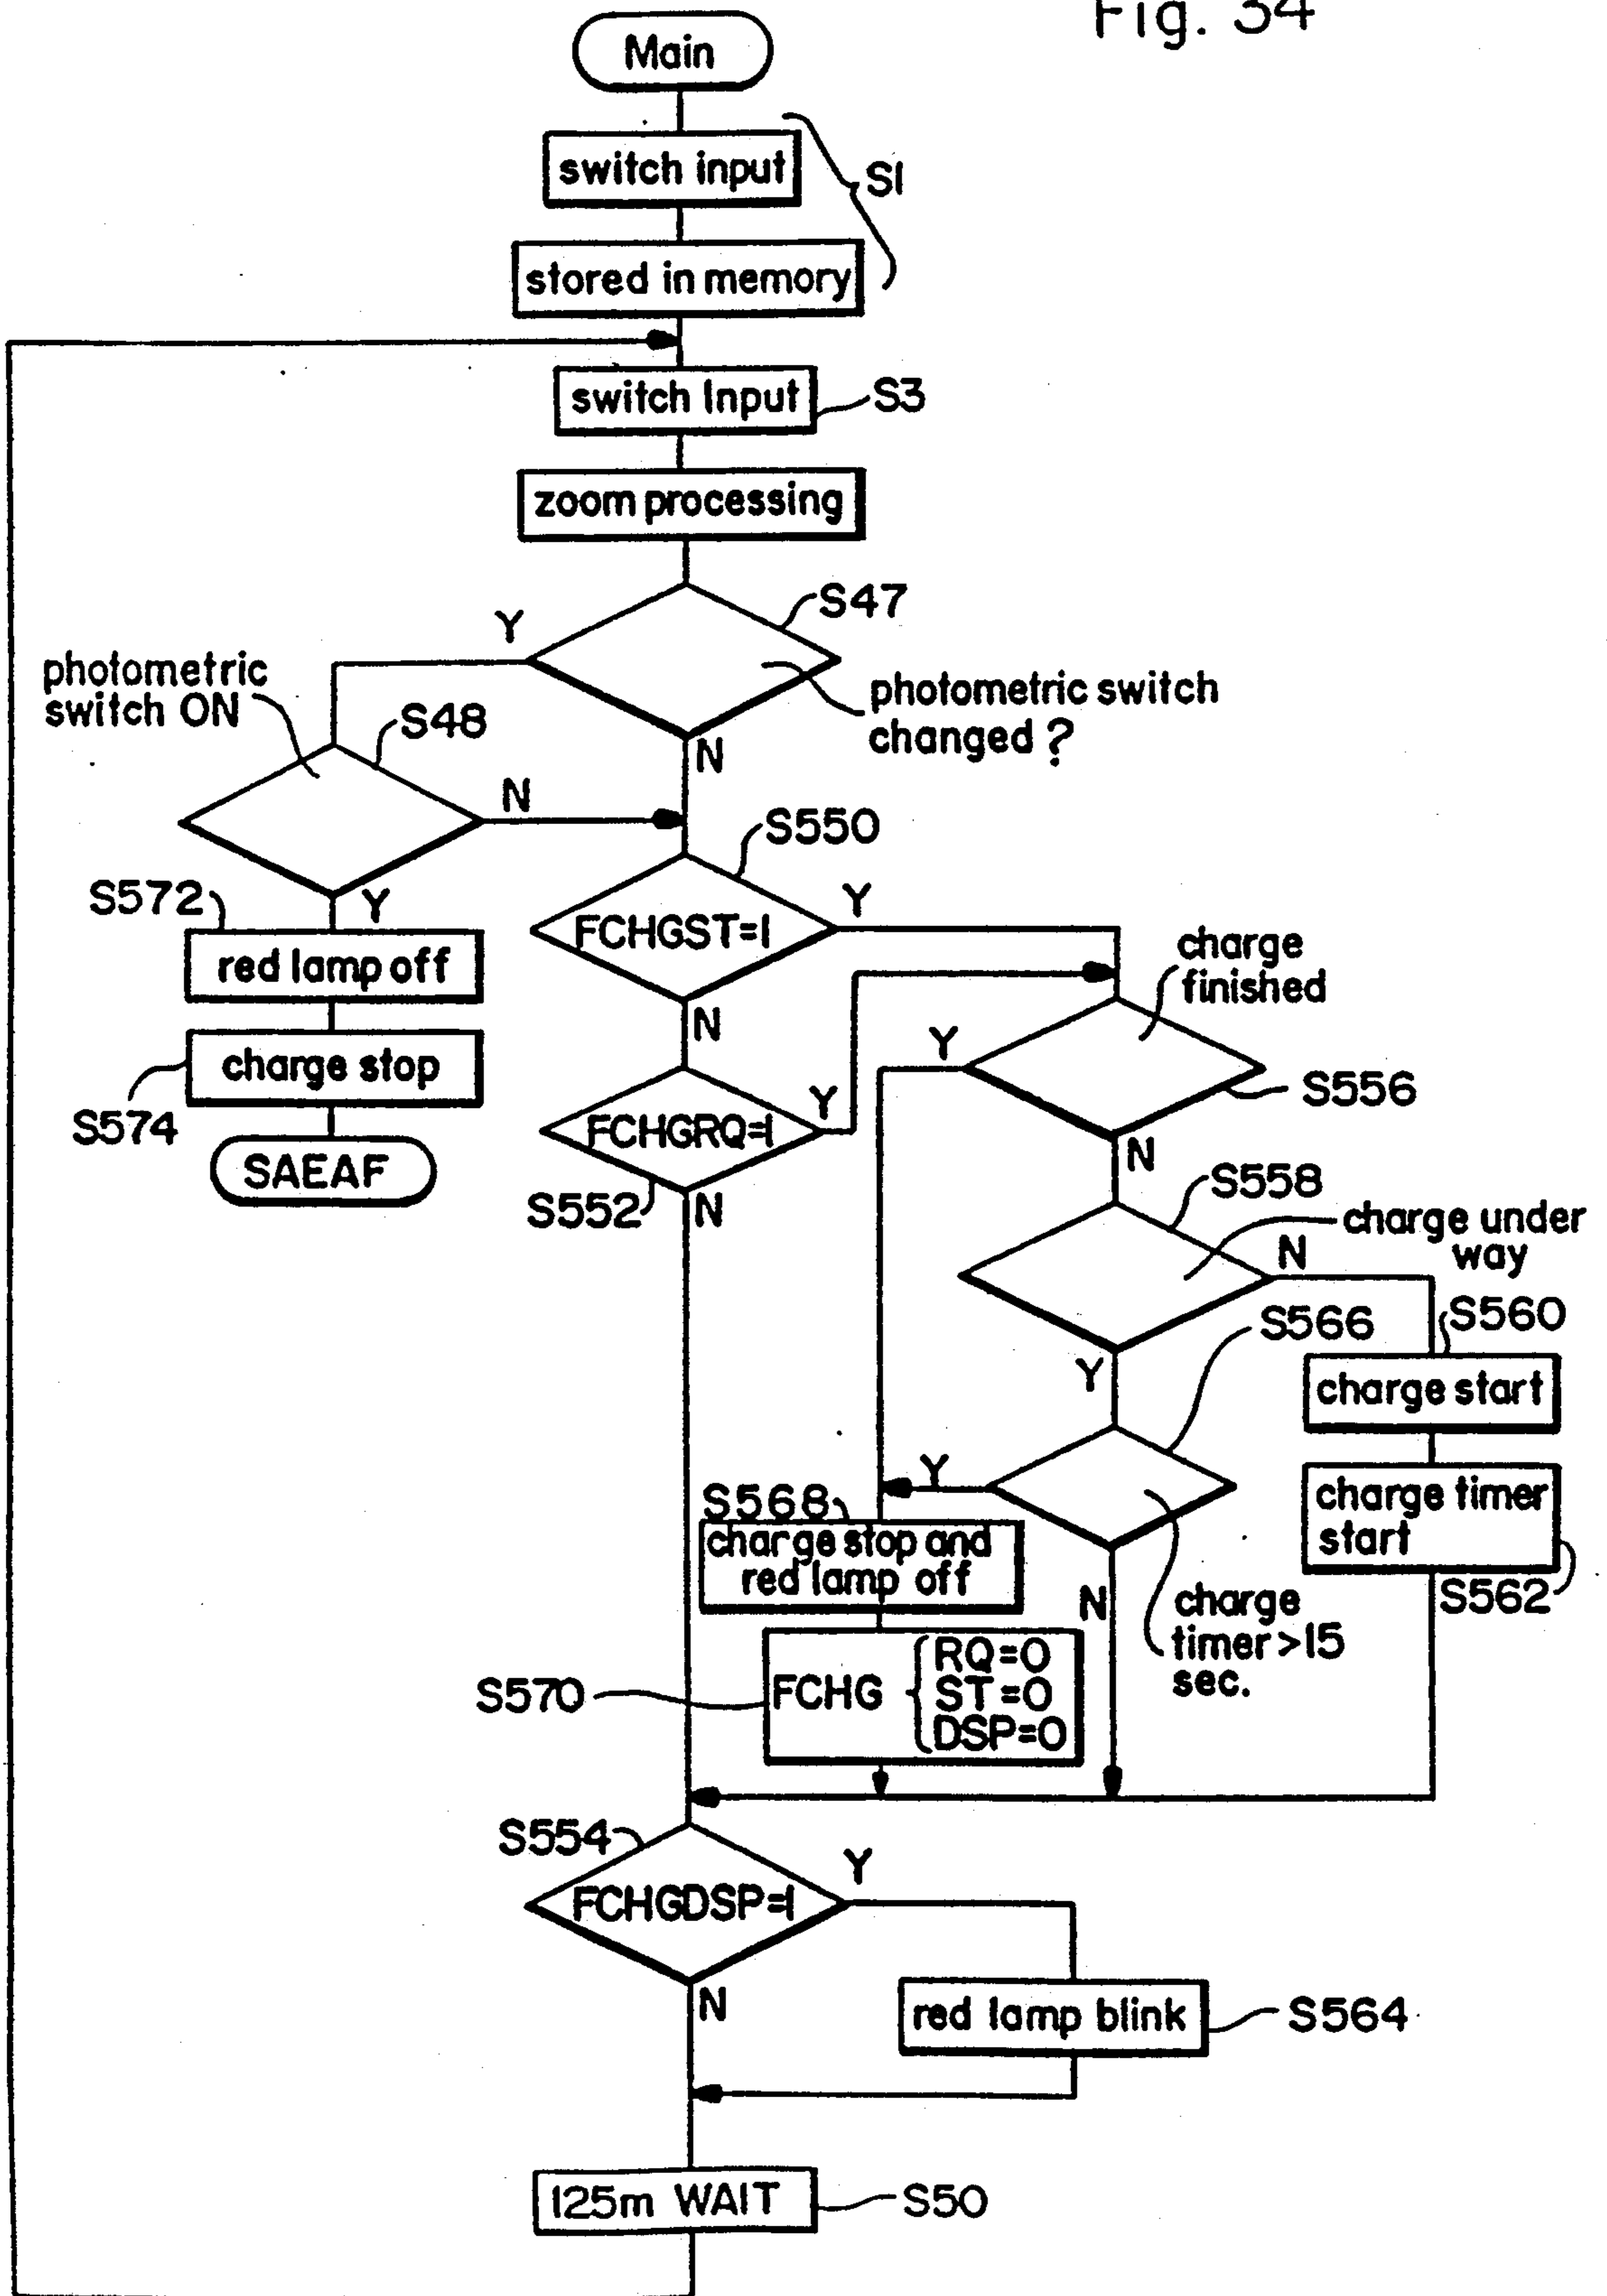 Fig. 34
Main
switch input
S1
stored in memory
switch Input
S3
zoom processing
S47
Y
photometric
switch ON
photometric switch
changed?
S48
N
N
S550
S572
Y
FCHGST=1
Y
red lamp off
charge
finished
N
charge stop
Y
S574
FCHGRQ=1
Y
S556
SAEAF
N
S552
N
S558
charge under
way
N
S566
S560
Y
charge start
Y
S568
charge timer
start
charge stop and
red lamp off
N
charge
timer>15
sec.
S562
S570
FCHG
RQ=0
ST=0
DSP=0
S554
Y
FCHGDSP=1
N
red lamp blink
S564
125m WAIT
S50